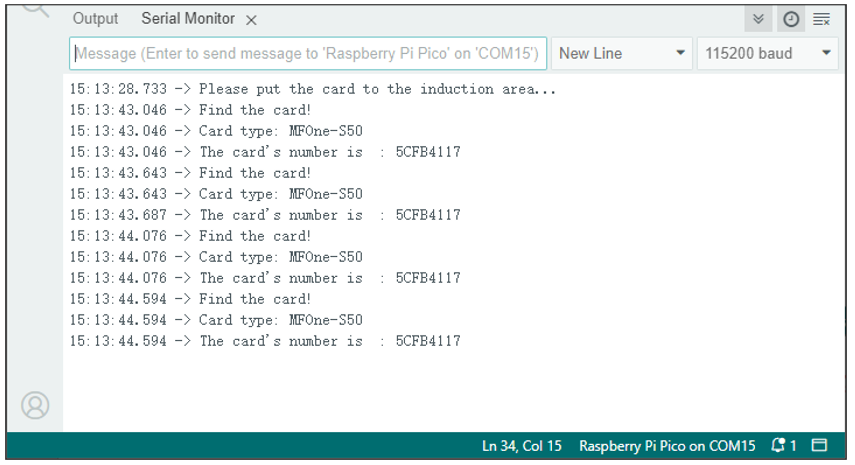 Output Serial Monitor ×
Message (Enter to send message to 'Raspberry Pi Pico' on 'COM15') New Line 115200 baud
15:13:28.733 -> Please put the card to the induction area...
15:13:43.046 -> Find the card!
15:13:43.046 -> Card type: MFOne-S50
15:13:43.046 -> The card's number is  : 5CFB4117
15:13:43.643 -> Find the card!
15:13:43.643 -> Card type: MFOne-S50
15:13:43.687 -> The card's number is  : 5CFB4117
15:13:44.076 -> Find the card!
15:13:44.076 -> Card type: MFOne-S50
15:13:44.076 -> The card's number is  : 5CFB4117
15:13:44.594 -> Find the card!
15:13:44.594 -> Card type: MFOne-S50
15:13:44.594 -> The card's number is  : 5CFB4117
Ln 34, Col 15 Raspberry Pi Pico on COM15 1